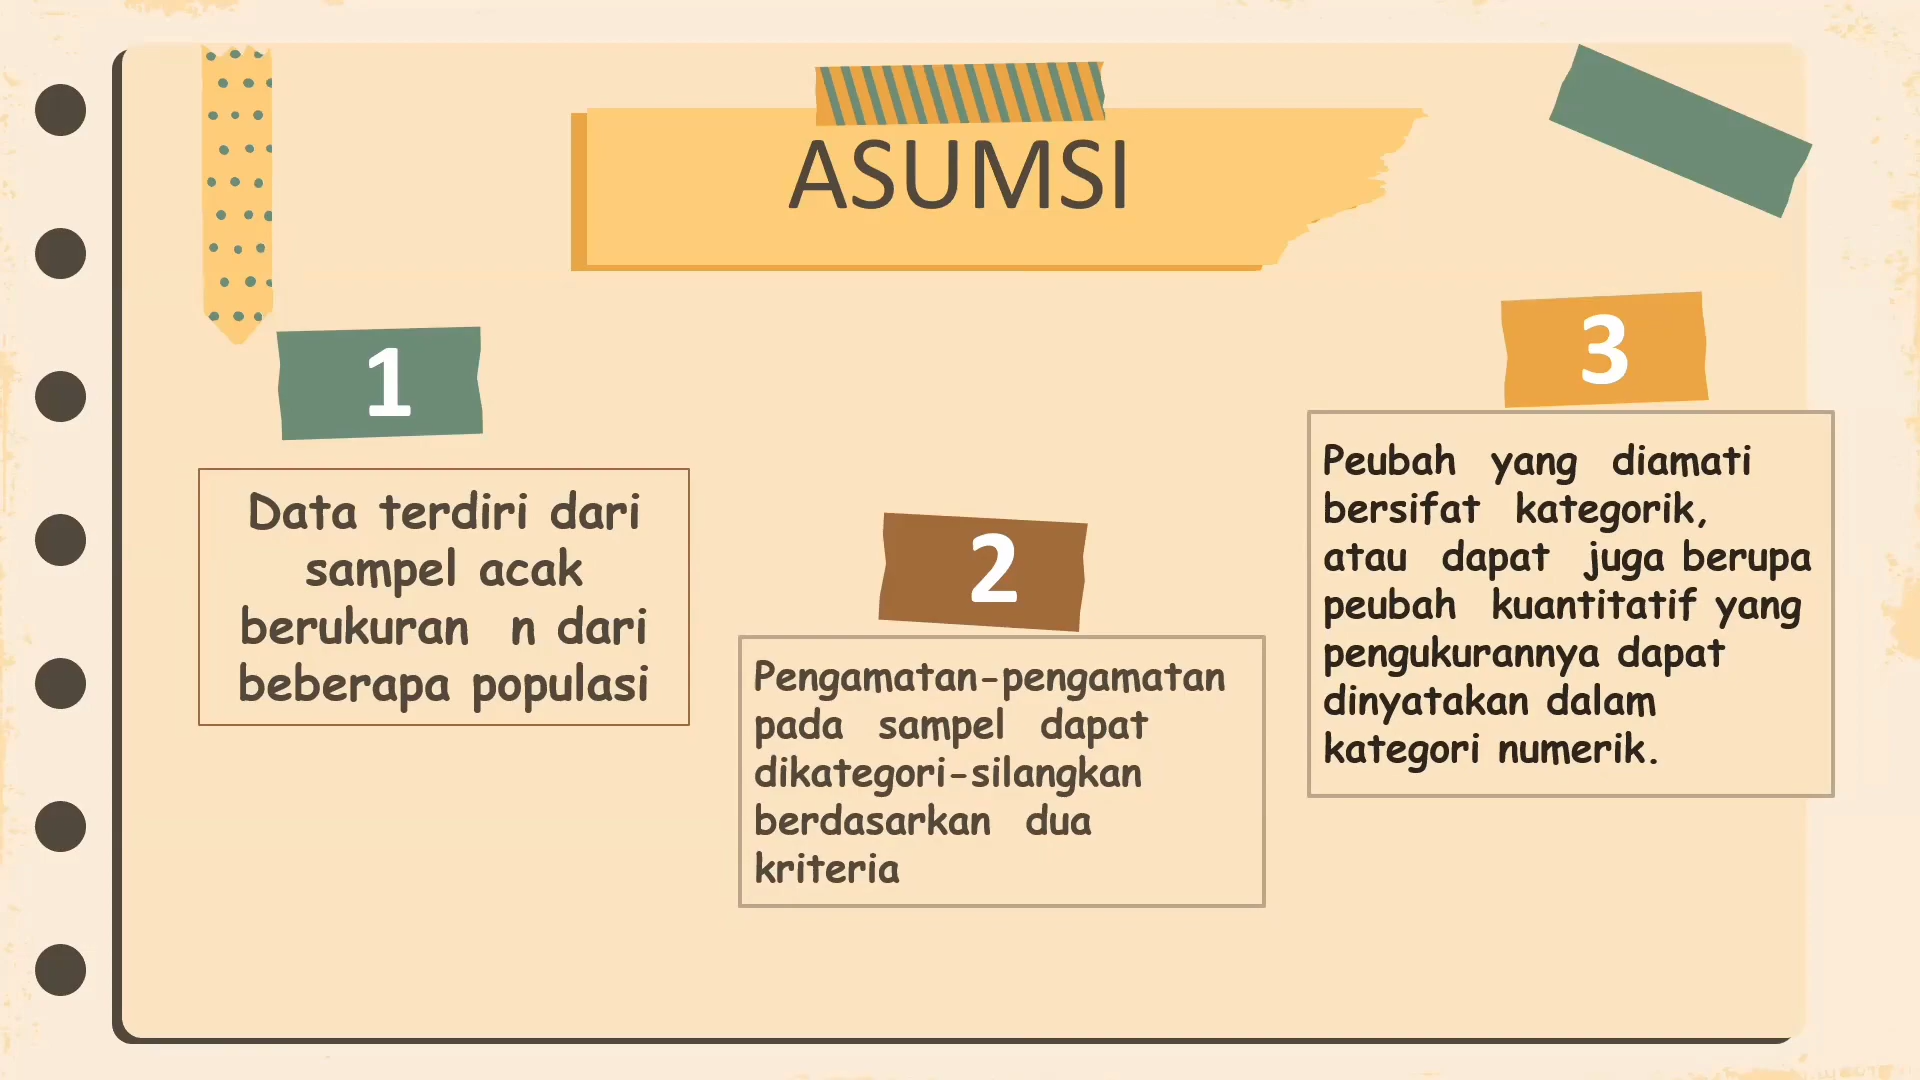 ASUMSI
1
Data terdiri dari
sampel acak
berukuran n dari
beberapa populasi
2
Pengamatan-pengamatan
pada sampel dapat
dikategori-silangkan
berdasarkan dua
kriteria
3
Peubah yang diamati
bersifat kategorik,
atau dapat juga berupa
peubah kuantitatif yang
pengukurannya dapat
dinyatakan dalam
kategori numerik.